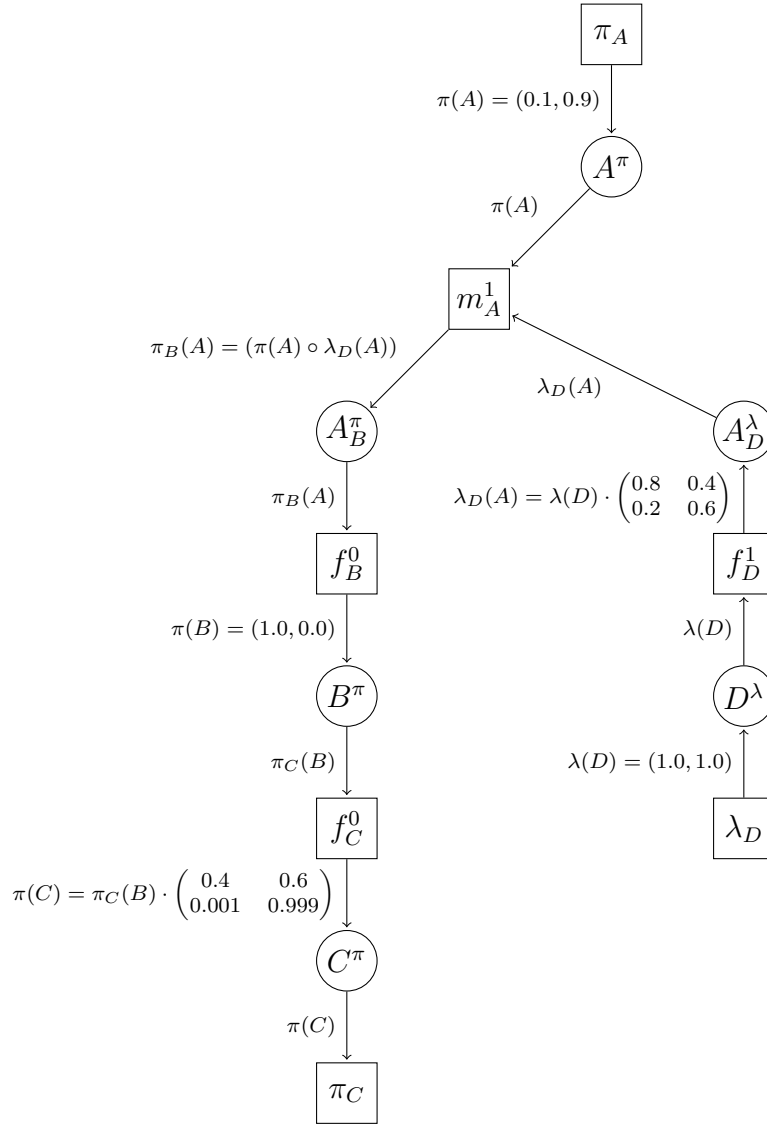 π_A
π(A) = (0.1, 0.9)
A^π
π(A)
m_A^1
π_B(A) = (π(A) ∘ λ_D(A))
λ_D(A)
A_B^π
A_D^λ
π_B(A)
λ_D(A) = λ(D) · (0.8 0.4
0.2 0.6)
f_B^0
f_D^1
π(B) = (1.0, 0.0)
λ(D)
B^π
D^λ
π_C(B)
λ(D) = (1.0, 1.0)
f_C^0
λ_D
π(C) = π_C(B) · (0.4 0.6
0.001 0.999)
C^π
π(C)
π_C